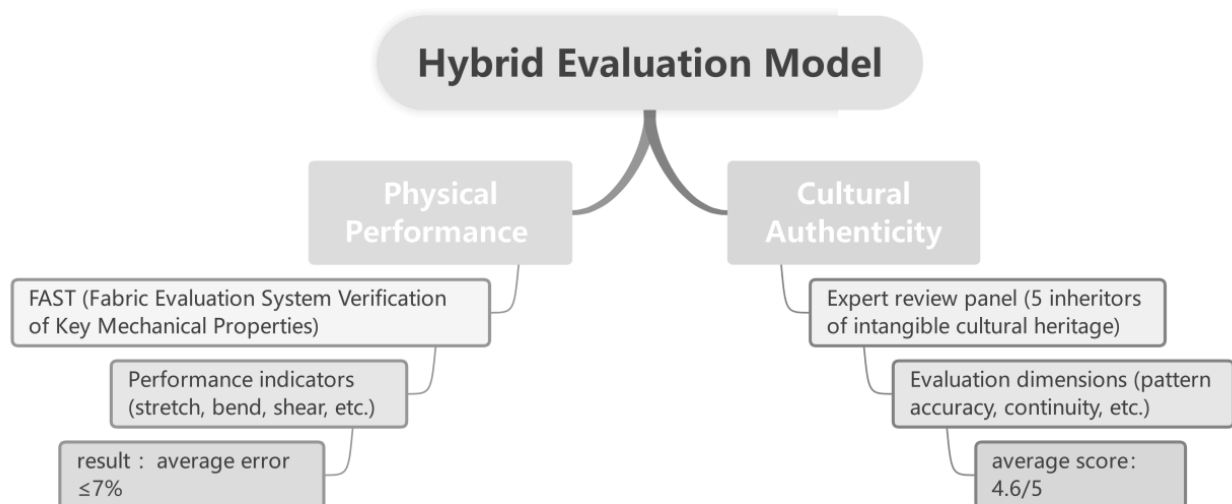 Hybrid Evaluation Model
Physical
Performance
FAST (Fabric Evaluation System Verification
of Key Mechanical Properties)
Performance indicators
(stretch, bend, shear, etc.)
result： average error
≤7%
Cultural
Authenticity
Expert review panel (5 inheritors
of intangible cultural heritage)
Evaluation dimensions (pattern
accuracy, continuity, etc.)
average score：
4.6/5